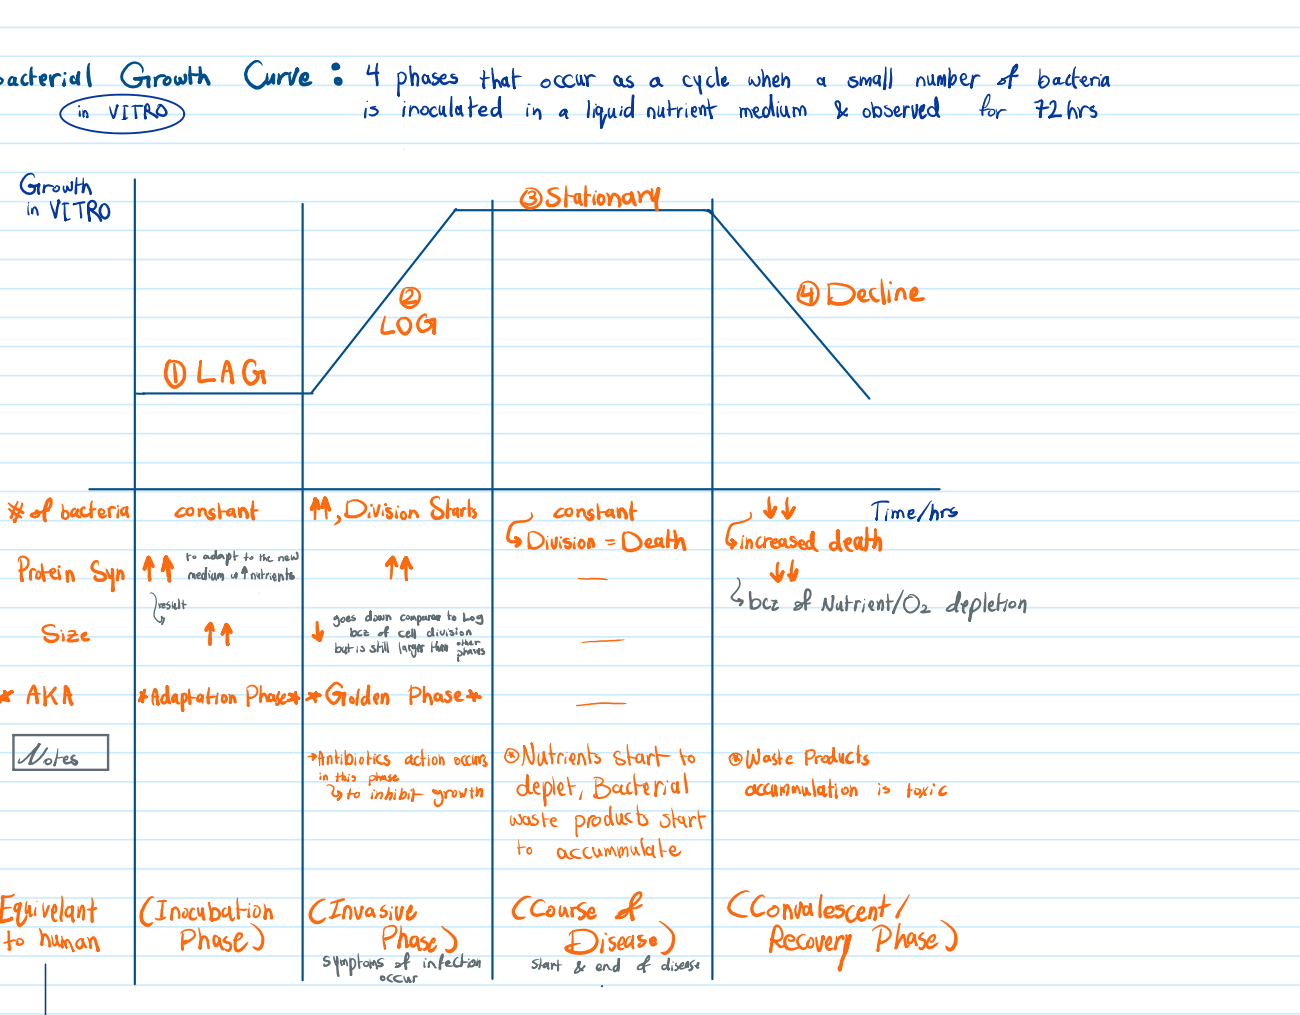 bacterial Growth Curve : 4 phases that occur as a cycle when a small number of bacteria
in VITRO
is inoculated in a liquid nutrient medium & observed for 72 hrs
Growth
in VITRO
③ Stationary
④ Decline
②
LOG
① LAG
# of bacteria
constant
↑↑, Division Starts
constant
↳ Division = Death
↓↓
Time/hrs
↳ increased death
Protein Syn
↑↑ to adapt to the new
medium w ↑ nutrients
↑↑
—
↓↓
↳ bcz of Nutrient/O2 depletion
result
Size
↑↑
↓ goes down compared to Log
bcz of cell division
but is still larger than other
phases
—
* AKA
*Adaptation Phase*
*Golden Phase*
—
Notes
→Antibiotics action occurs
in this phase
↳ to inhibit growth
⊛ Nutrients start to
deplet, Bacterial
waste products start
to accummulate
⊛ Waste Products
accummulation is toxic
Equivelant
to human
(Inocubation
Phase)
(Invasive
Phase)
symptoms of infection
occur
(Course of
Disease)
start & end of disease
(Convalescent/
Recovery Phase)